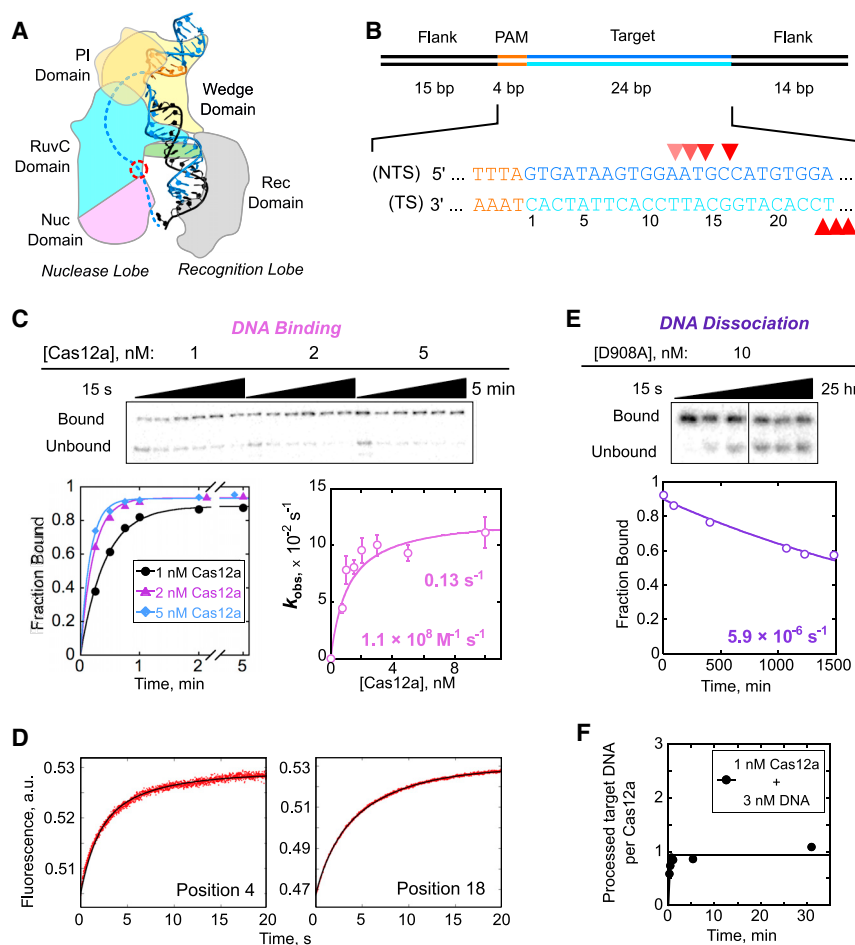 A
PI
Domain
Wedge
Domain
RuvC
Domain
Nuc
Domain
Rec
Domain
Nuclease Lobe
Recognition Lobe
B
Flank PAM Target Flank
15 bp 4 bp 24 bp 14 bp
(NTS) 5' ... TTTAGTGATAAGTGGAATGCCATGTGGA ...
(TS) 3' ... AAATCACTATTCACCTTACGGTACACCT ...
1 5 10 15 20
C
DNA Binding
[Cas12a], nM: 1 2 5
15 s 5 min
Bound
Unbound
Fraction Bound
1
0.8
0.6
0.4
0.2
0
0 1 2 5
Time, min
1 nM Cas12a
2 nM Cas12a
5 nM Cas12a
kobs, × 10-2 s-1
15
10
5
0
0 4 8
[Cas12a], nM
0.13 s-1
1.1 × 108 M-1 s-1
E
DNA Dissociation
[D908A], nM: 10
15 s 25 hr
Bound
Unbound
Fraction Bound
1
0.8
0.6
0.4
0.2
0
0 500 1000 1500
Time, min
5.9 × 10-6 s-1
D
Fluorescence, a.u.
0.53
0.52
0.51
0 5 10 15 20
Position 4
0.53
0.51
0.49
0.47
0 5 10 15 20
Position 18
Time, s
F
Processed target DNA
per Cas12a
3
2
1
0
0 10 20 30
Time, min
1 nM Cas12a
+
3 nM DNA